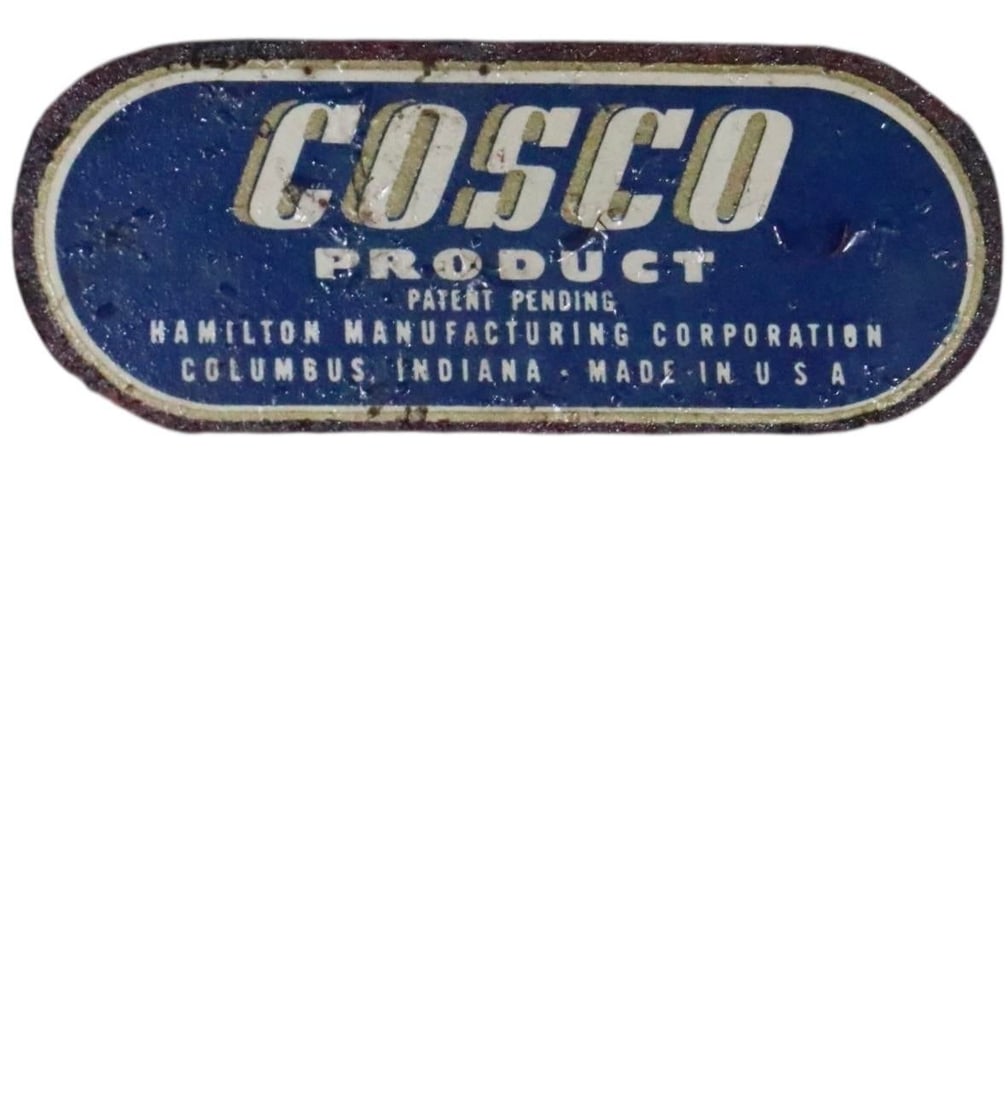 COSCO
PRODUCT
PATENT PENDING
HAMILTON MANUFACTURING CORPORATION
COLUMBUS, INDIANA - MADE IN U S A